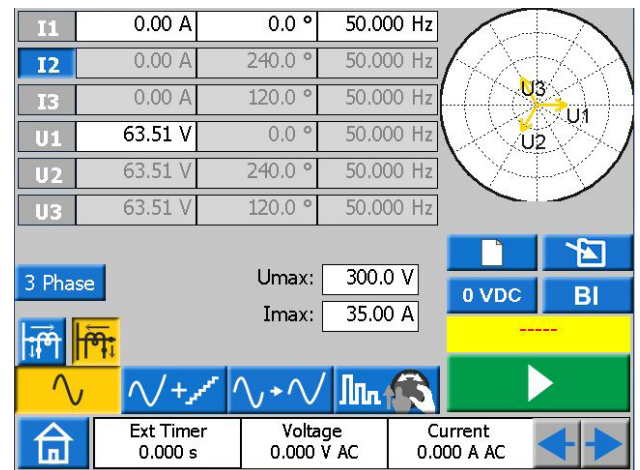 I1 0.00 A 0.0 ° 50.000 Hz
I2 0.00 A 240.0 ° 50.000 Hz
I3 0.00 A 120.0 ° 50.000 Hz
U1 63.51 V 0.0 ° 50.000 Hz
U2 63.51 V 240.0 ° 50.000 Hz
U3 63.51 V 120.0 ° 50.000 Hz
U3
U1
U2
3 Phase
Umax: 300.0 V
Imax: 35.00 A
0 VDC
BI
-----
Ext Timer
0.000 s
Voltage
0.000 V AC
Current
0.000 A AC